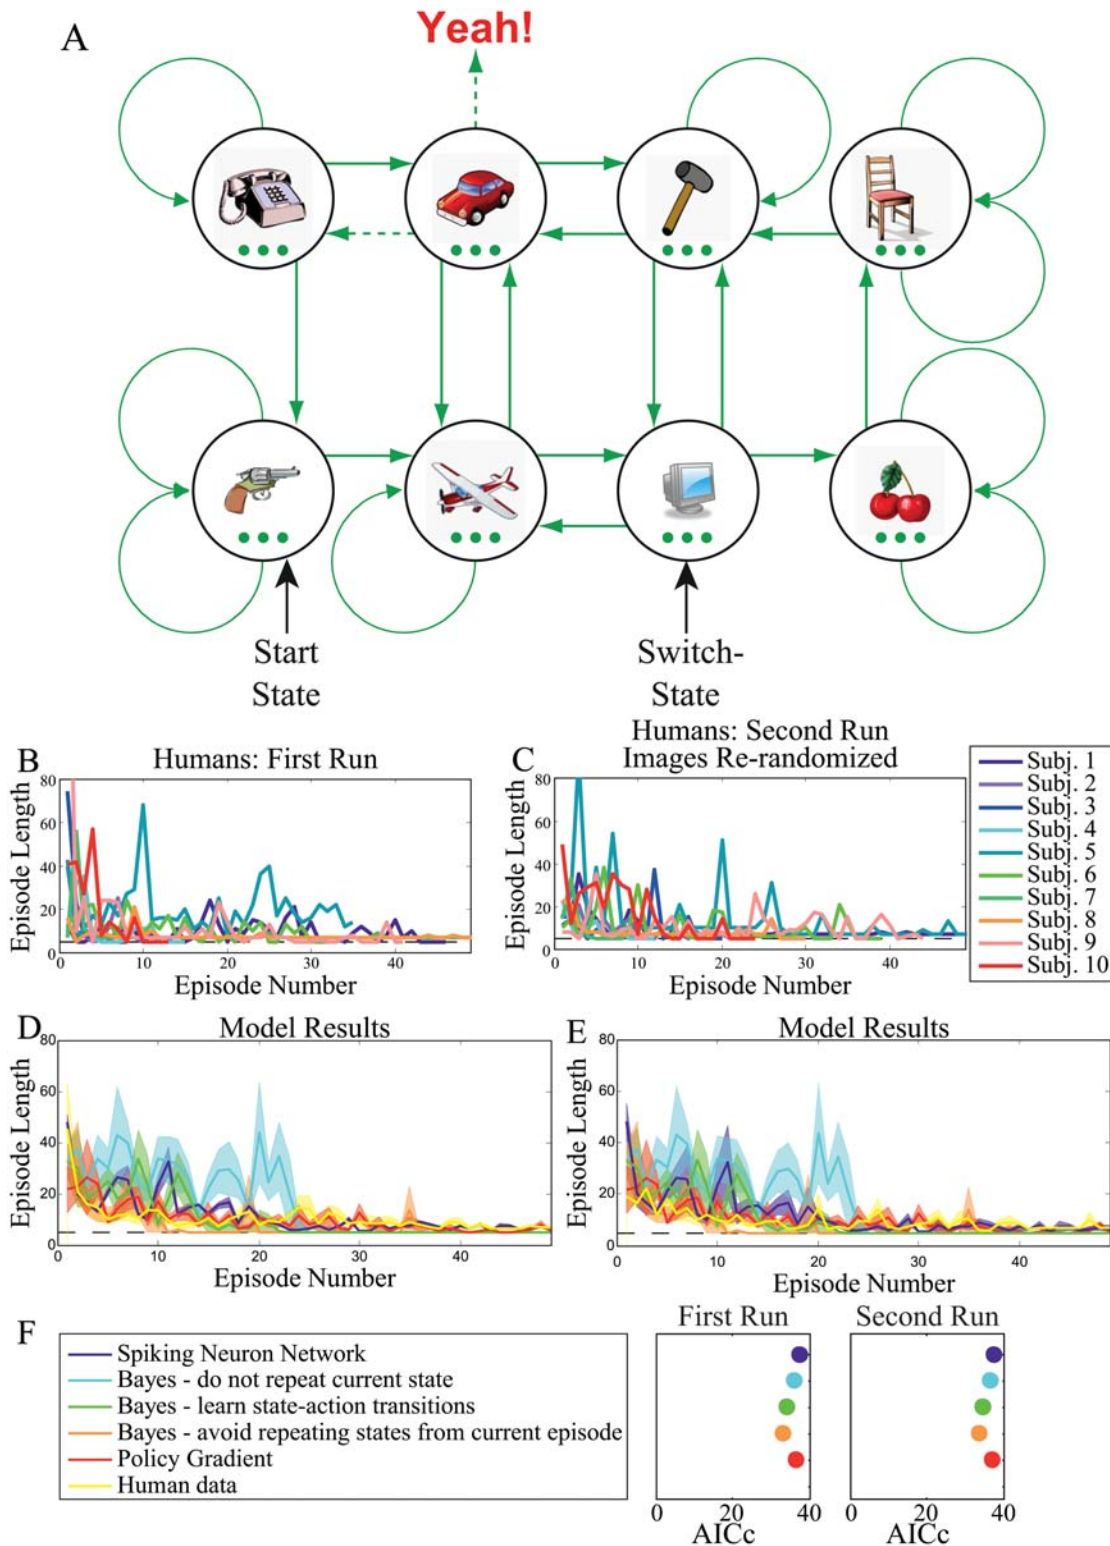 A
Yeah!
Start
State
Switch-
State
B
Humans: First Run
Episode Length
80
60
40
20
0
0
10
20
30
40
Episode Number
C
Humans: Second Run
Images Re-randomized
Episode Length
80
60
40
20
0
0
10
20
30
40
Episode Number
Subj. 1
Subj. 2
Subj. 3
Subj. 4
Subj. 5
Subj. 6
Subj. 7
Subj. 8
Subj. 9
Subj. 10
D
Model Results
Episode Length
80
60
40
20
0
0
10
20
30
40
Episode Number
E
Model Results
Episode Length
80
60
40
20
0
0
10
20
30
40
Episode Number
F
Spiking Neuron Network
Bayes - do not repeat current state
Bayes - learn state-action transitions
Bayes - avoid repeating states from current episode
Policy Gradient
Human data
First Run
0
20
40
AICc
Second Run
0
20
40
AICc